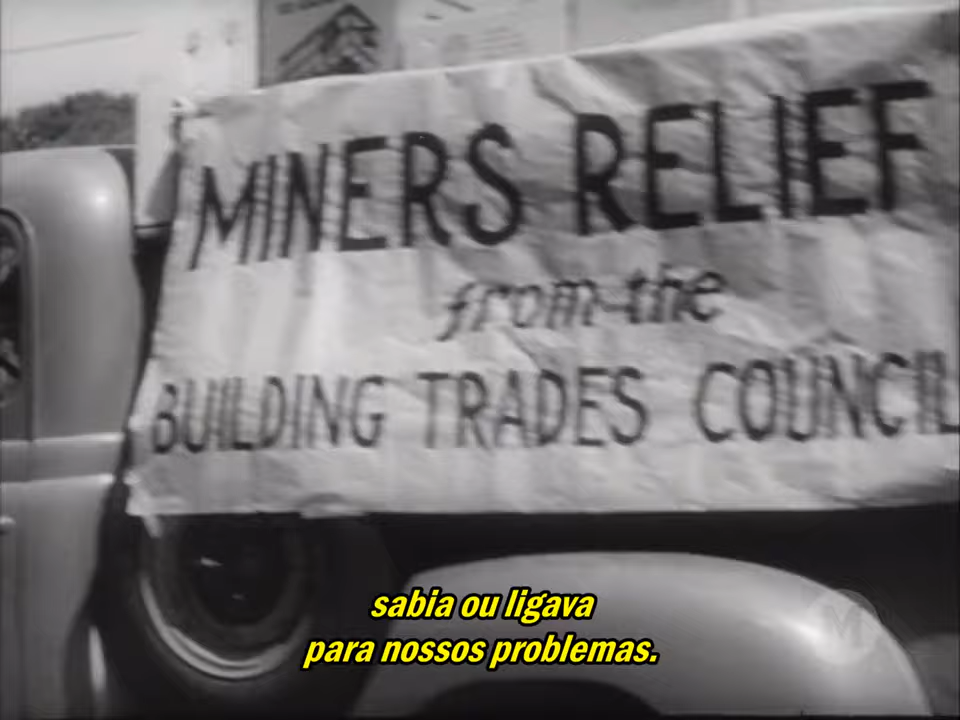 MINERS RELIEF
from the
BUILDING TRADES COUNCIL
sabia ou ligava
para nossos problemas.